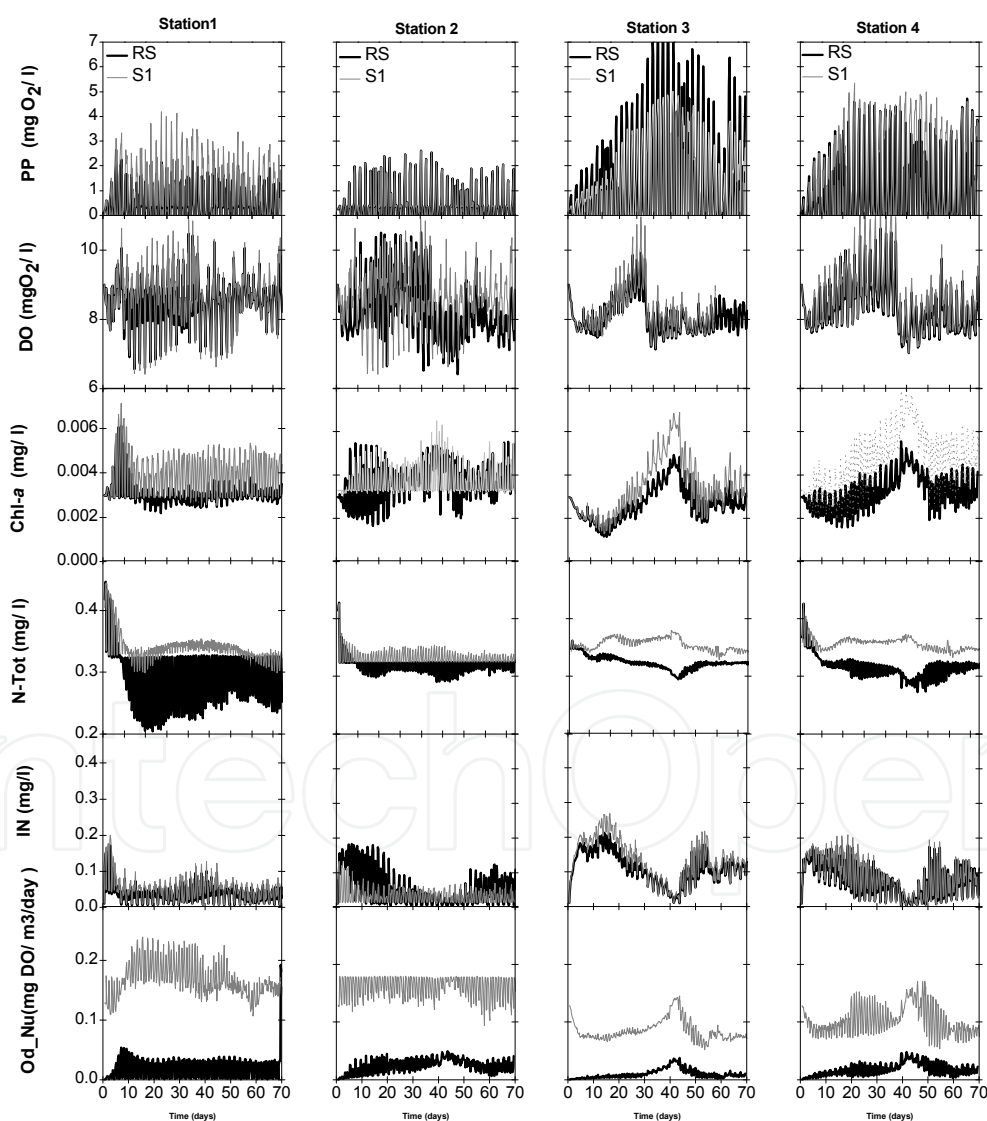 Station1
Station 2
Station 3
Station 4
PP (mg O2/ l)
7
6
5
4
3
2
1
0
RS
S1
RS
S1
RS
S1
RS
S1
DO (mgO2/ l)
10
8
6
Chl-a (mg/ l)
0.006
0.004
0.002
0.000
N-Tot (mg/ l)
0.4
0.3
0.2
IN (mg/l)
0.4
0.3
0.2
0.1
0.0
Od_Nu(mg DO/ m3/day )
0.2
0.1
0.0
0 10 20 30 40 50 60 70
0 10 20 30 40 50 60 70
0 10 20 30 40 50 60 70
0 10 20 30 40 50 60 70
Time (days)
Time (days)
Time (days)
Time (days)
ntechOpe